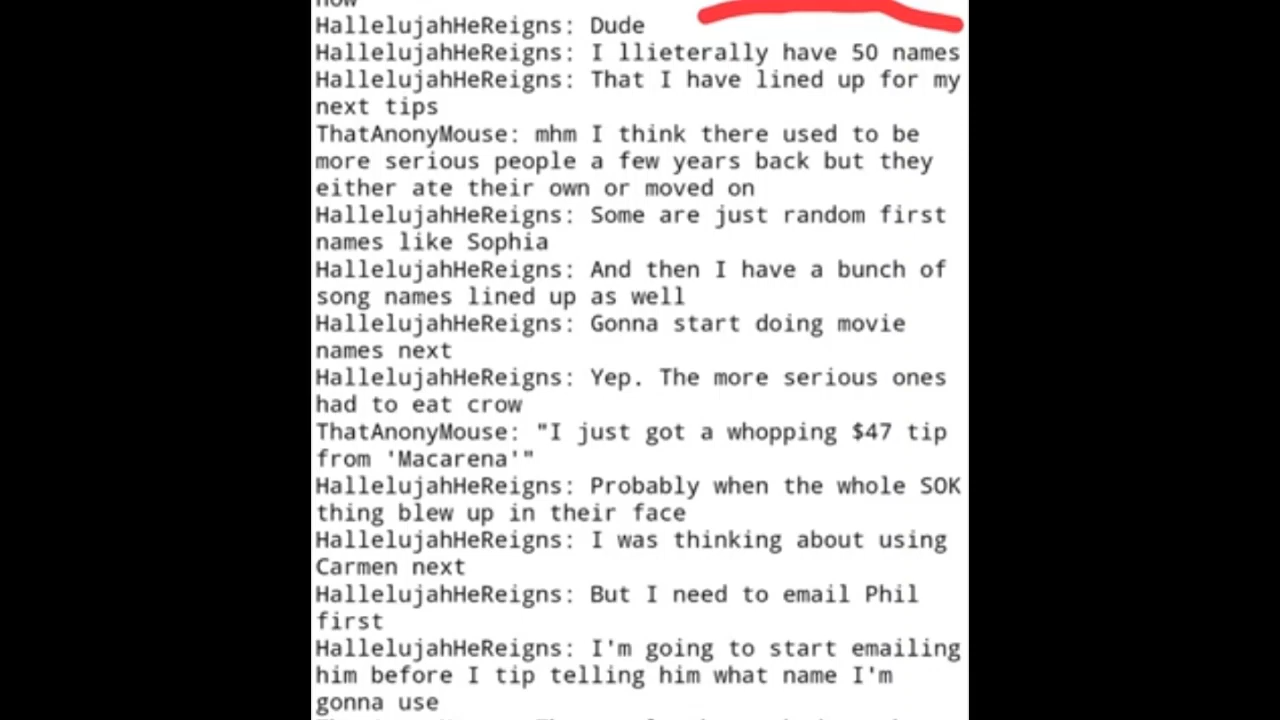 now
HallelujahHeReigns: Dude
HallelujahHeReigns: I llieterally have 50 names
HallelujahHeReigns: That I have lined up for my
next tips
ThatAnonyMouse: mhm I think there used to be
more serious people a few years back but they
either ate their own or moved on
HallelujahHeReigns: Some are just random first
names like Sophia
HallelujahHeReigns: And then I have a bunch of
song names lined up as well
HallelujahHeReigns: Gonna start doing movie
names next
HallelujahHeReigns: Yep. The more serious ones
had to eat crow
ThatAnonyMouse: "I just got a whopping $47 tip
from 'Macarena'"
HallelujahHeReigns: Probably when the whole SOK
thing blew up in their face
HallelujahHeReigns: I was thinking about using
Carmen next
HallelujahHeReigns: But I need to email Phil
first
HallelujahHeReigns: I'm going to start emailing
him before I tip telling him what name I'm
gonna use